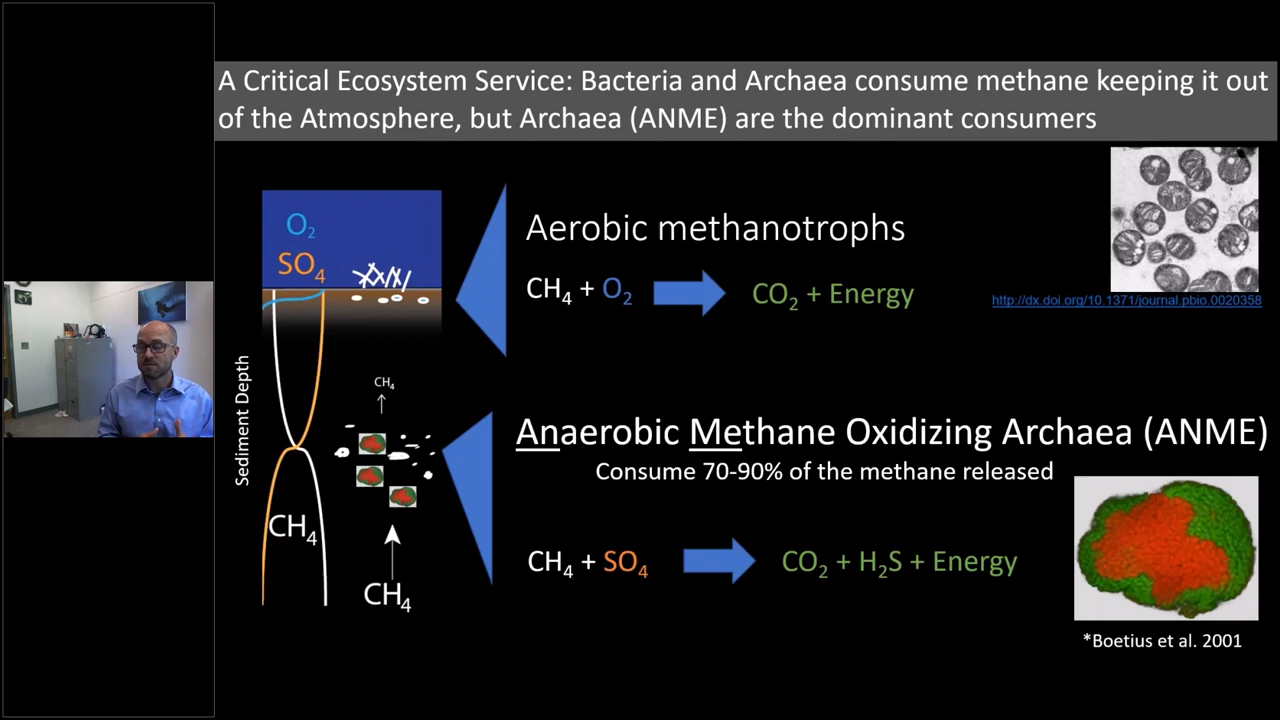 A Critical Ecosystem Service: Bacteria and Archaea consume methane keeping it out
of the Atmosphere, but Archaea (ANME) are the dominant consumers
O2
SO4
Sediment Depth
CH4
CH4
CH4
Aerobic methanotrophs
CH4 + O2
CO2 + Energy
http://dx.doi.org/10.1371/journal.pbio.0020358
Anaerobic Methane Oxidizing Archaea (ANME)
Consume 70-90% of the methane released
CH4 + SO4
CO2 + H2S + Energy
*Boetius et al. 2001